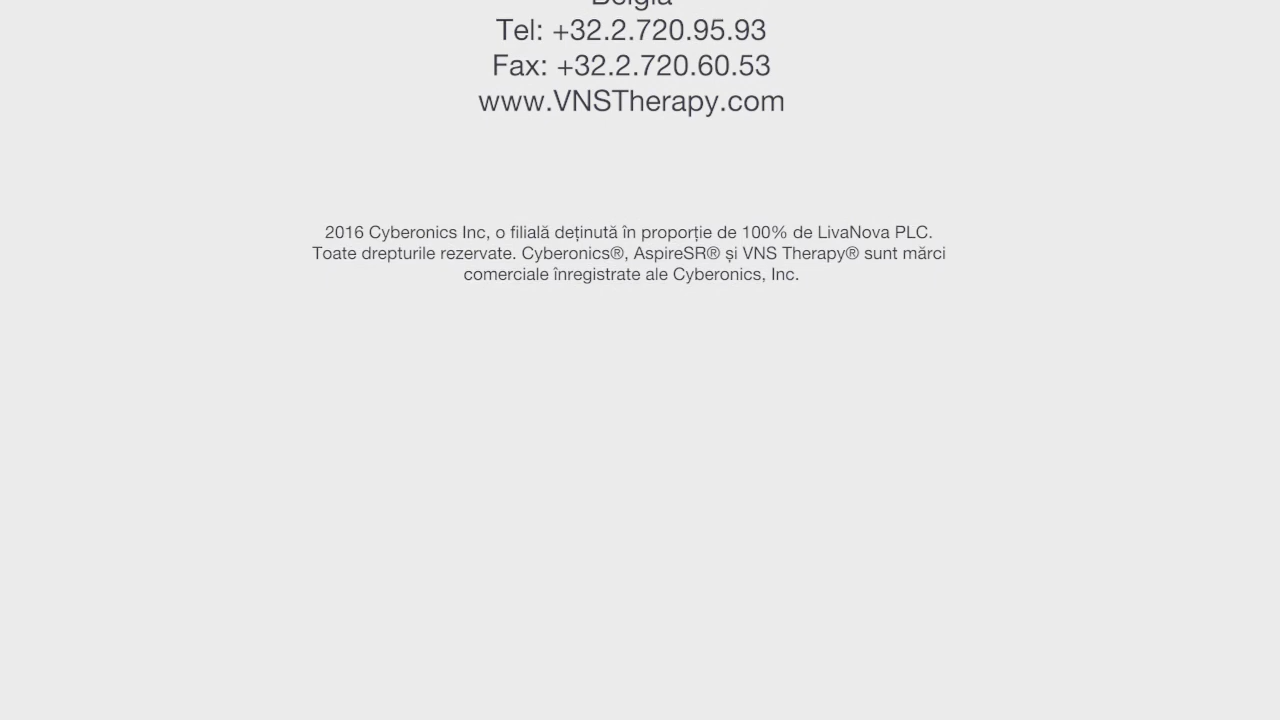 Belgia
Tel: +32.2.720.95.93
Fax: +32.2.720.60.53
www.VNSTherapy.com
2016 Cyberonics Inc, o filială deținută în proporție de 100% de LivaNova PLC.
Toate drepturile rezervate. Cyberonics®, AspireSR® și VNS Therapy® sunt mărci
comerciale înregistrate ale Cyberonics, Inc.